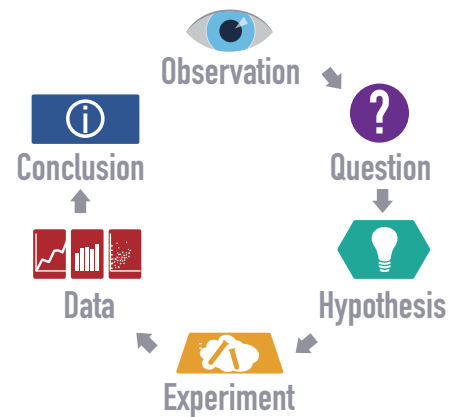 Observation
?
Question
Hypothesis
Experiment
Data
i
Conclusion